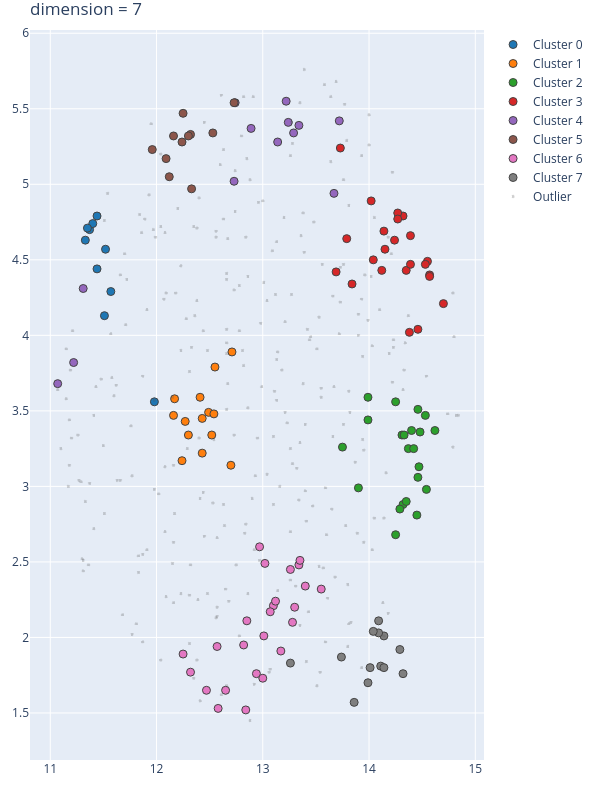 dimension = 7
6
5.5
5
4.5
4
3.5
3
2.5
2
1.5
11
12
13
14
15
Cluster 0
Cluster 1
Cluster 2
Cluster 3
Cluster 4
Cluster 5
Cluster 6
Cluster 7
Outlier